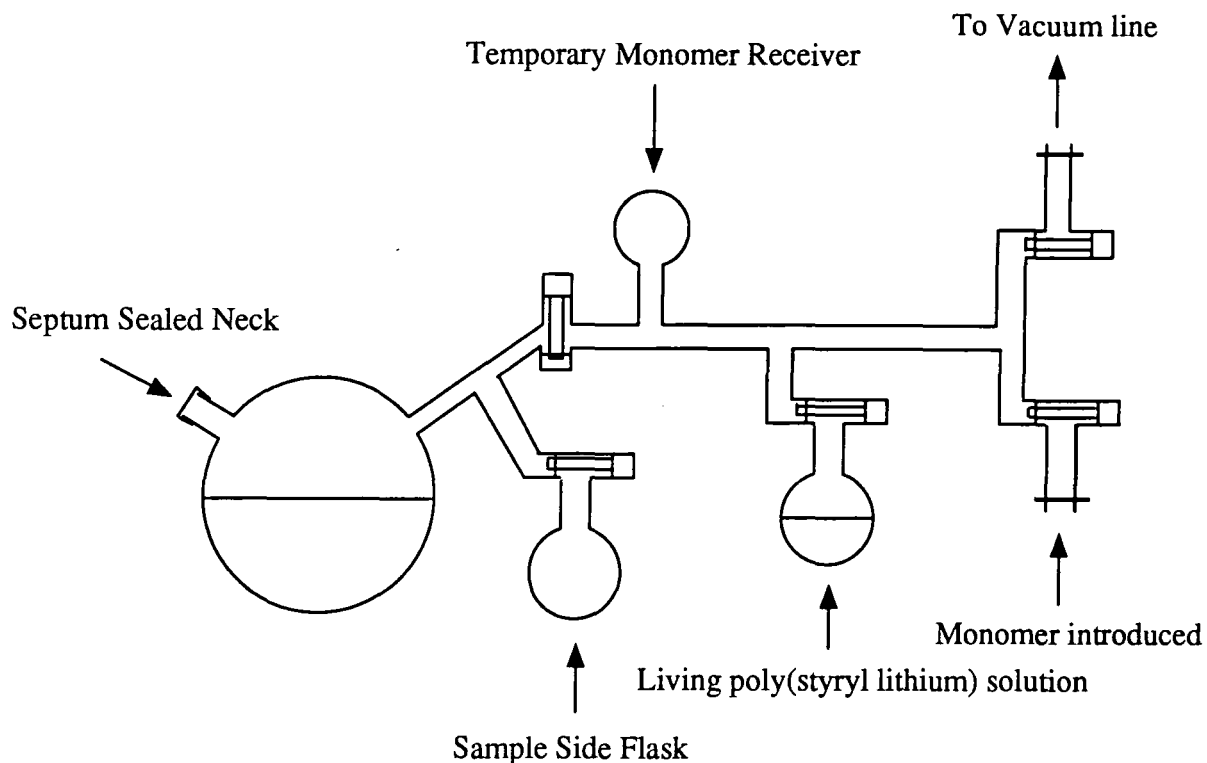 To Vacuum line
Temporary Monomer Receiver
Septum Sealed Neck
Monomer introduced
Living poly(styryl lithium) solution
Sample Side Flask